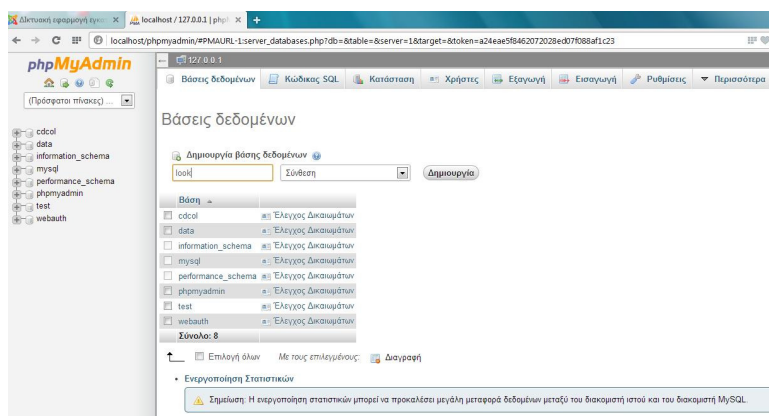 Δικτυακή εφαρμογή εγκ
localhost / 127.0.0.1 | php
localhost/phpmyadmin/#PMAURL-1:server_databases.php?db=&table=&server=1&target=&token=a24eae5f8462072028ed07f088af1c23
phpMyAdmin
(Πρόσφατοι πίνακες) ...
cdcol
data
information_schema
mysql
performance_schema
phpmyadmin
test
webauth
127.0.0.1
Βάσεις δεδομένων Κώδικας SQL Κατάσταση Χρήστες Εξαγωγή Εισαγωγή Ρυθμίσεις Περισσότερα
Βάσεις δεδομένων
Δημιουργία βάσης δεδομένων
look Σύνθεση Δημιουργία
Βάση
cdcol Έλεγχος Δικαιωμάτων
data Έλεγχος Δικαιωμάτων
information_schema Έλεγχος Δικαιωμάτων
mysql Έλεγχος Δικαιωμάτων
performance_schema Έλεγχος Δικαιωμάτων
phpmyadmin Έλεγχος Δικαιωμάτων
test Έλεγχος Δικαιωμάτων
webauth Έλεγχος Δικαιωμάτων
Σύνολο: 8
Επιλογή όλων Με τους επιλεγμένους: Διαγραφή
Ενεργοποίηση Στατιστικών
Σημείωση: Η ενεργοποίηση στατιστικών μπορεί να προκαλέσει μεγάλη μεταφορά δεδομένων μεταξύ του διακομιστή ιστού και του διακομιστή MySQL.